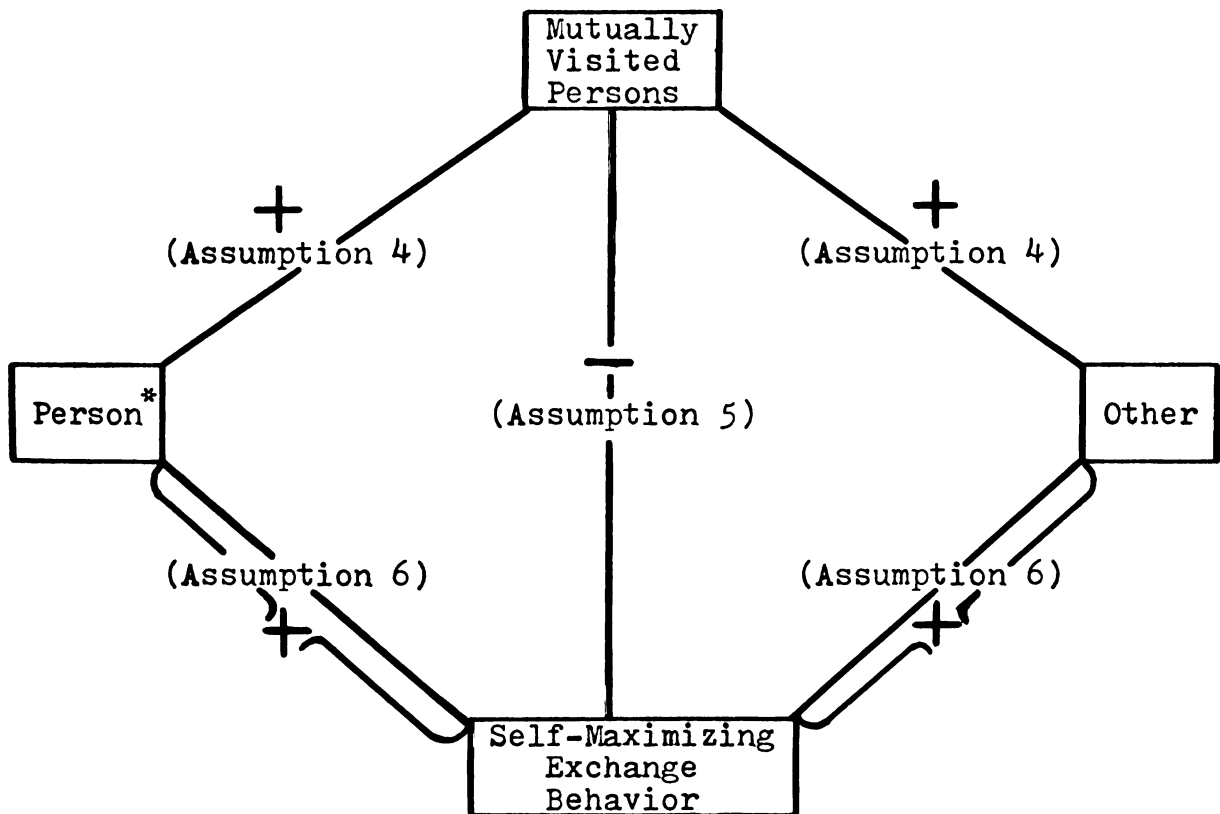 Mutually
Visited
Persons
+
+
(Assumption 4)
(Assumption 4)
−
Person*
(Assumption 5)
Other
(Assumption 6)
(Assumption 6)
+
+
Self-Maximizing
Exchange
Behavior